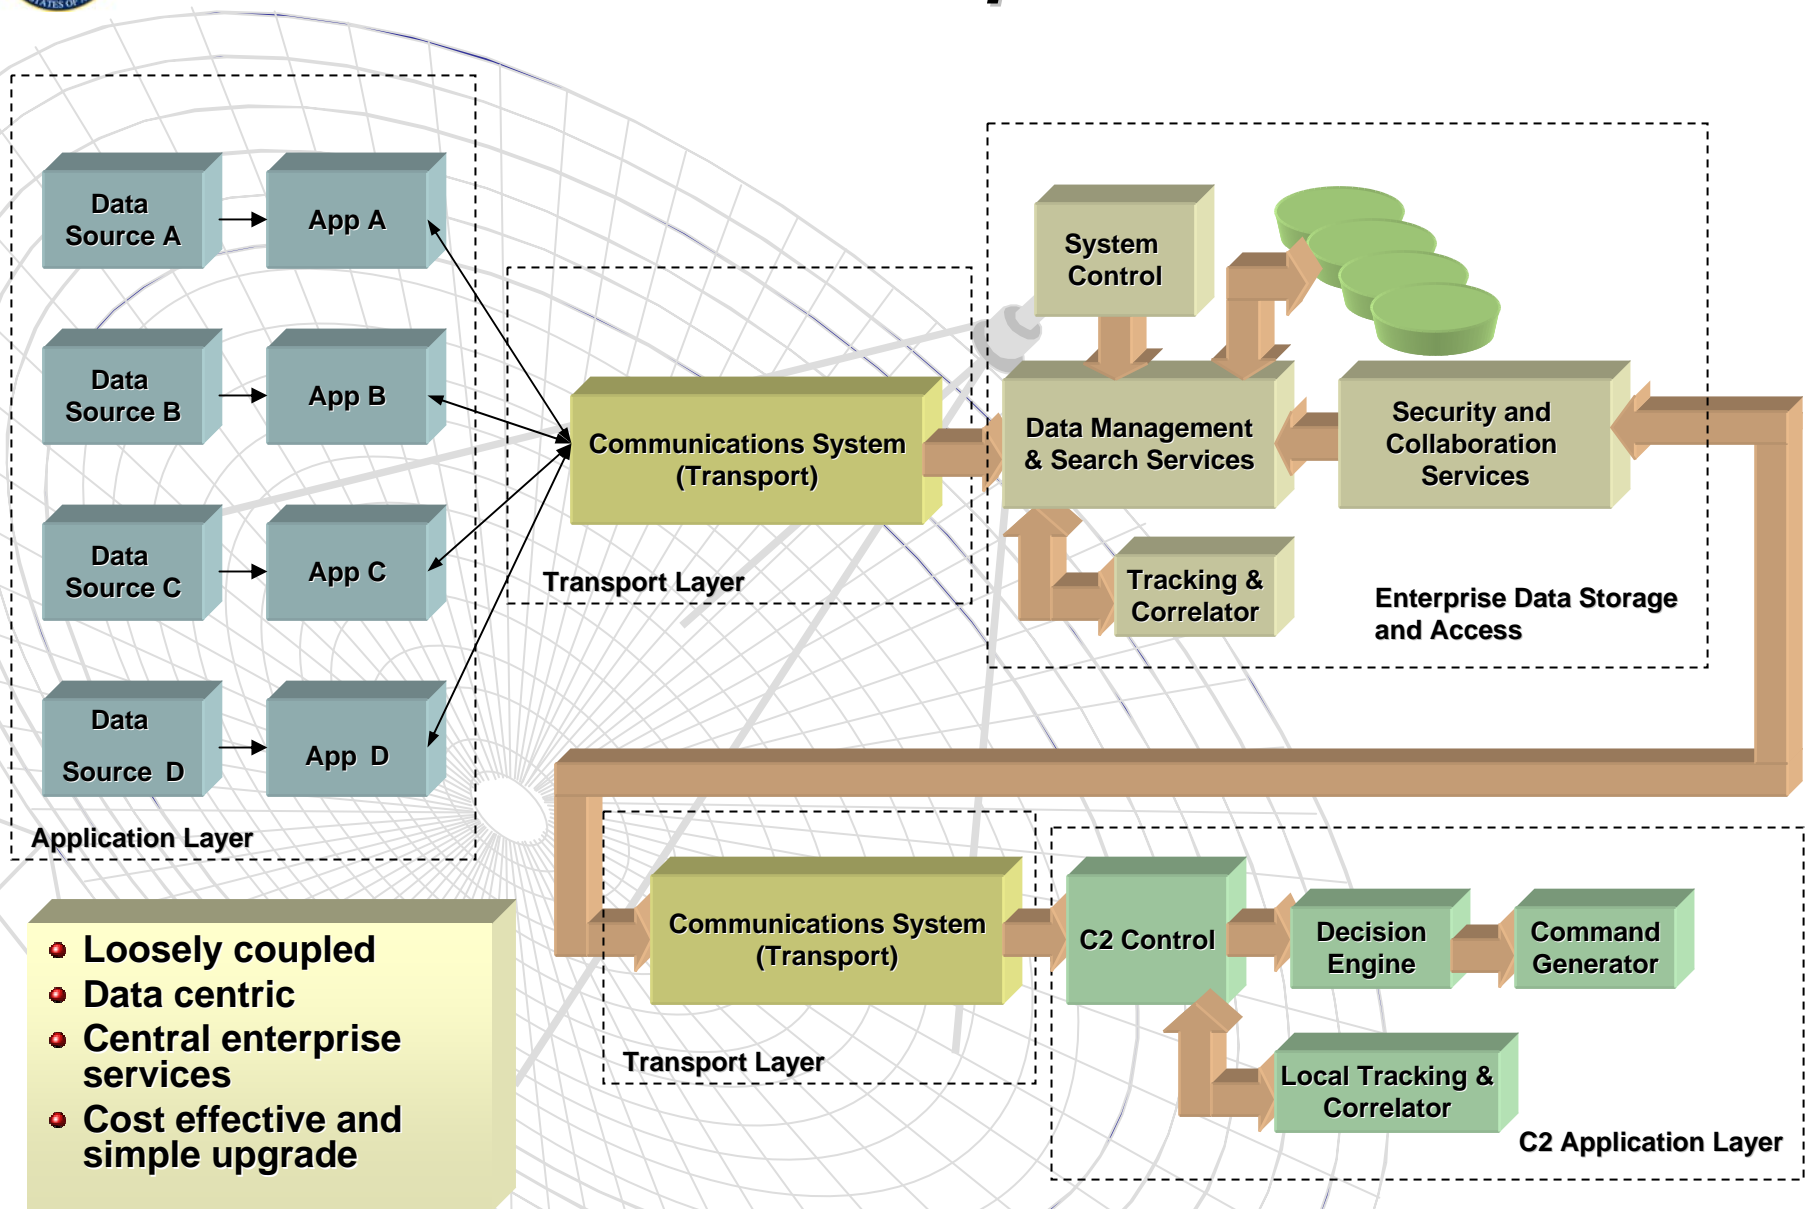 Data
Source A
App A
Data
Source B
App B
Data
Source C
App C
Data
Source D
App D
Application Layer
Communications System
(Transport)
Transport Layer
System
Control
Data Management
& Search Services
Security and
Collaboration
Services
Tracking &
Correlator
Enterprise Data Storage
and Access
Communications System
(Transport)
Transport Layer
C2 Control
Decision
Engine
Command
Generator
Local Tracking &
Correlator
C2 Application Layer
Loosely coupled
Data centric
Central enterprise
services
Cost effective and
simple upgrade